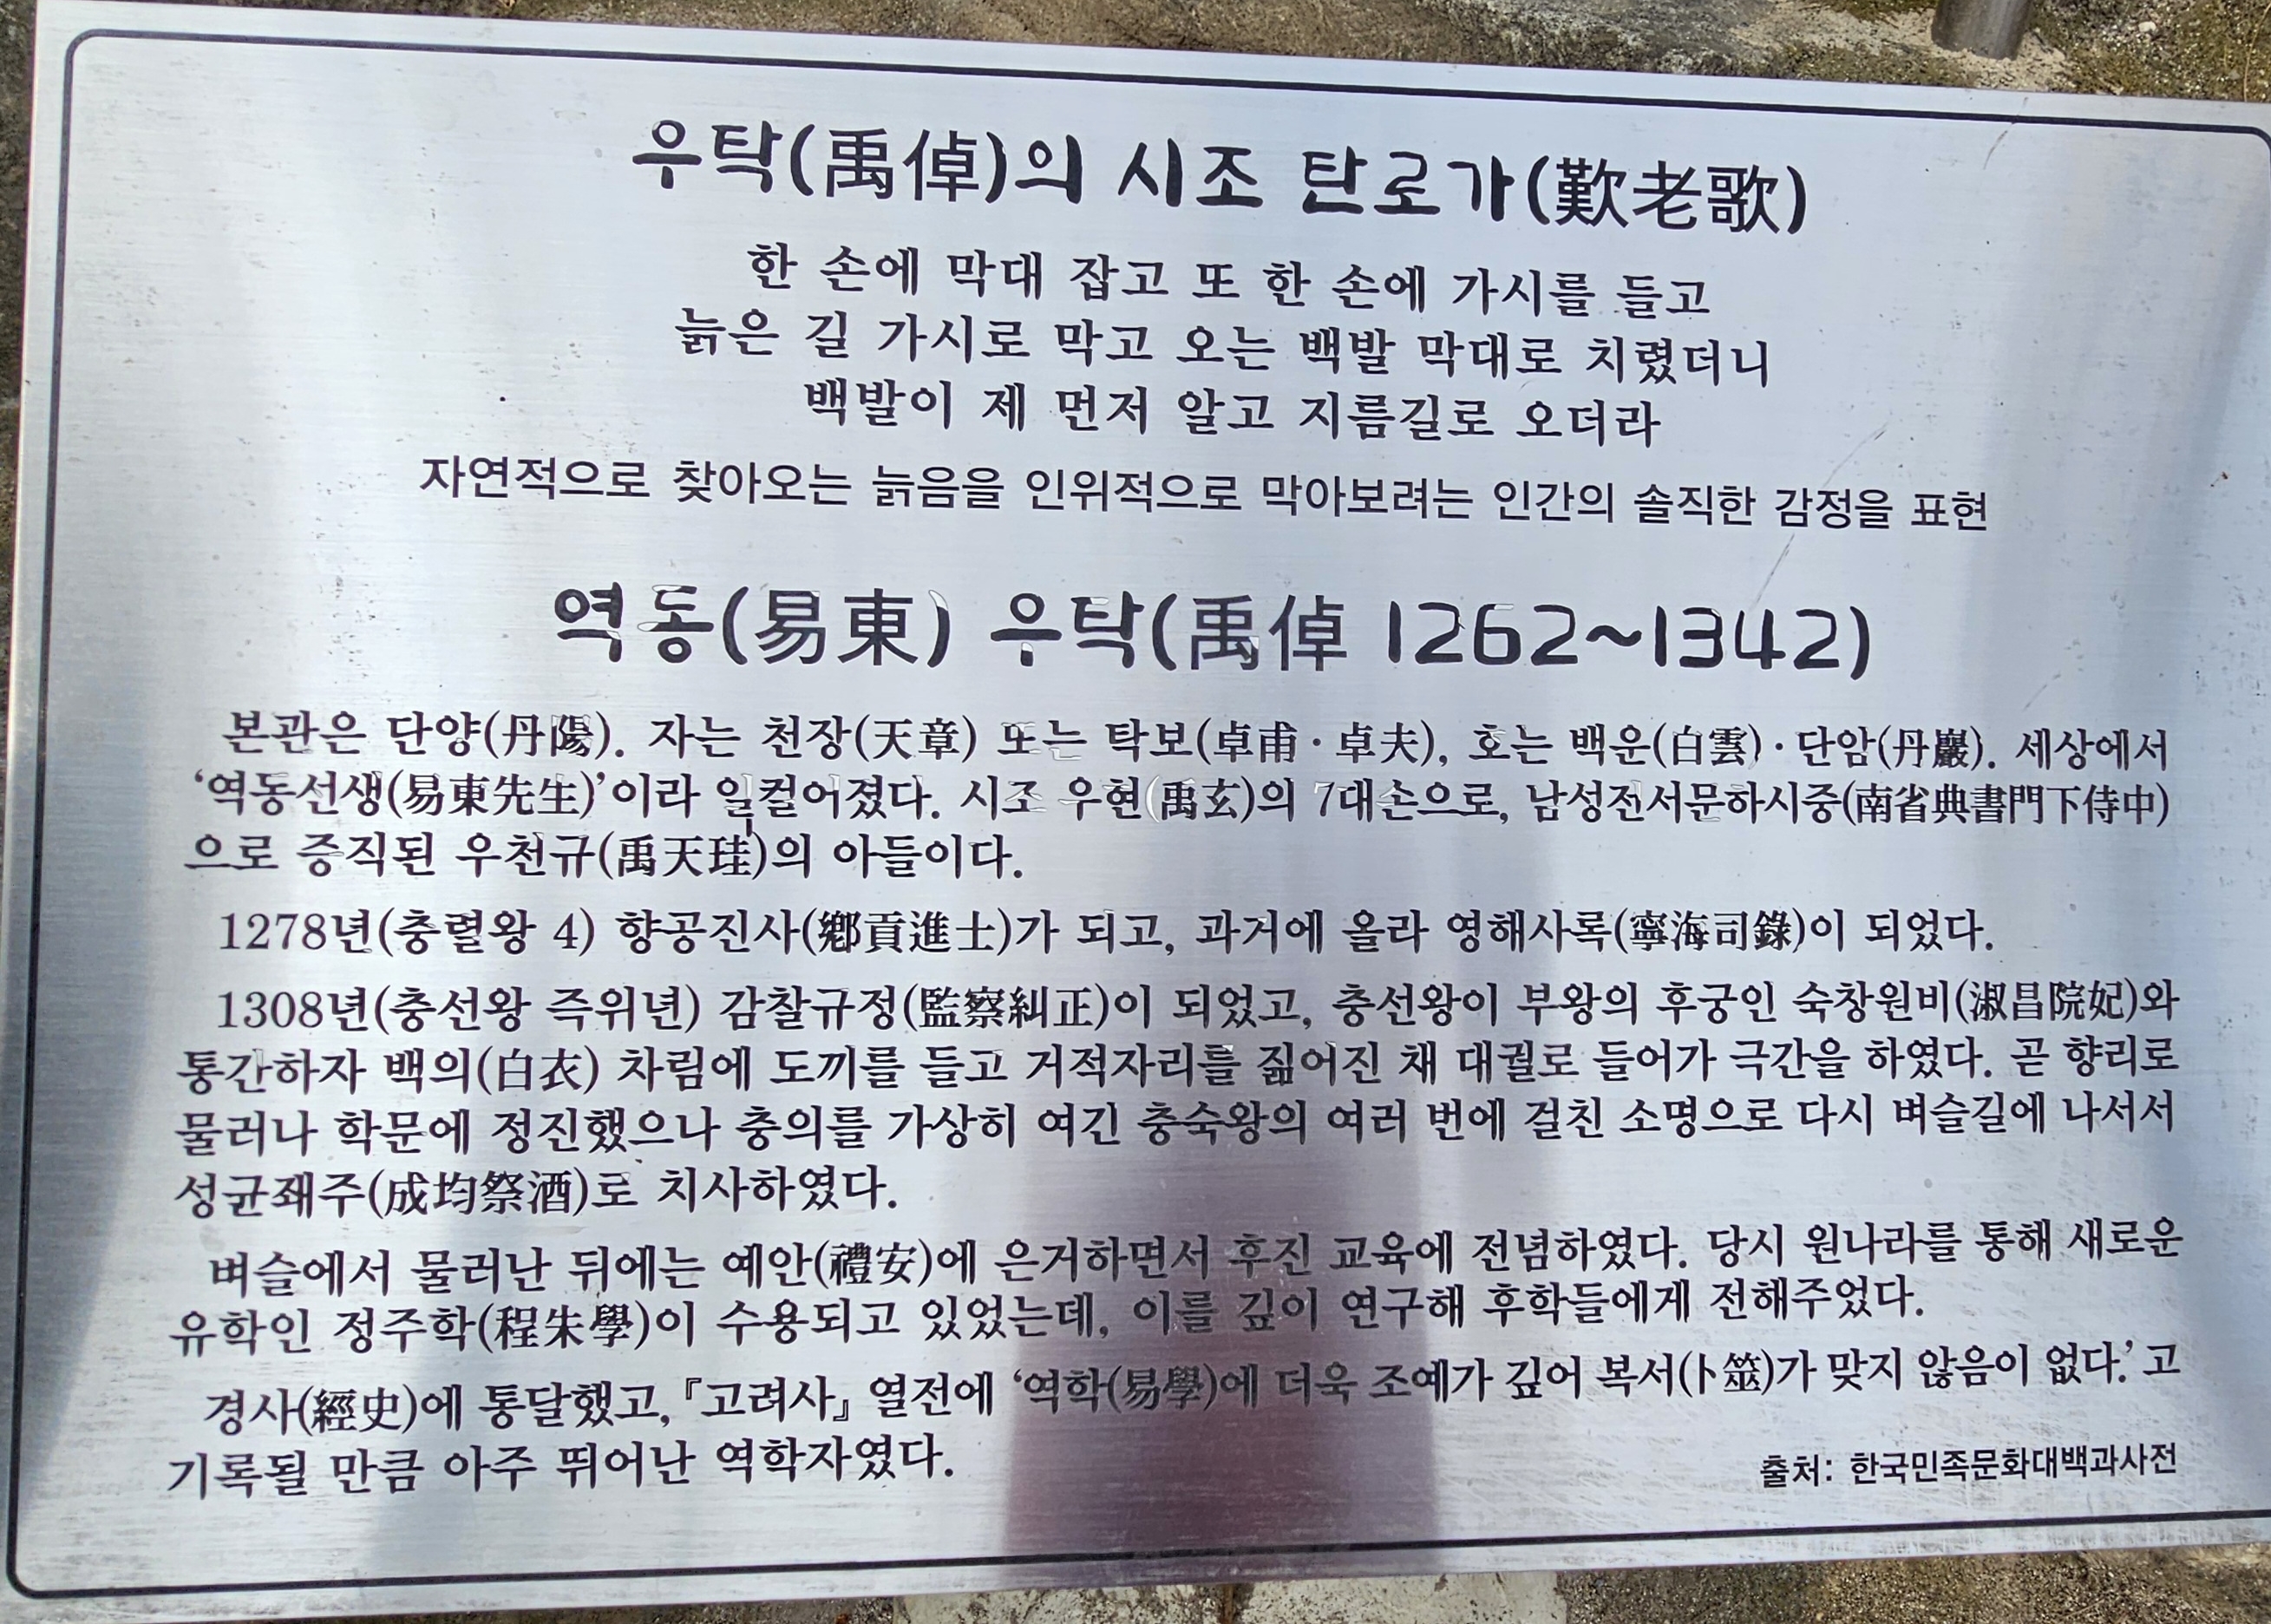 우탁(禹倬)의 시조 탄로가(歎老歌)
한 손에 막대 잡고 또 한 손에 가시를 들고
늙은 길 가시로 막고 오는 백발 막대로 치렸더니
백발이 제 먼저 알고 지름길로 오더라
자연적으로 찾아오는 늙음을 인위적으로 막아보려는 인간의 솔직한 감정을 표현
역동(易東) 우탁(禹倬 1262~1342)
본관은 단양(丹陽). 자는 천장(天章) 또는 탁보(卓甫·卓夫), 호는 백운(白雲)·단암(丹巖). 세상에서
‘역동선생(易東先生)’이라 일컬어졌다. 시조 우현(禹玄)의 7대손으로, 남성전서문하시중(南省典書門下侍中)
으로 증직된 우천규(禹天珪)의 아들이다.
1278년(충렬왕 4) 향공진사(鄕貢進士)가 되고, 과거에 올라 영해사록(寧海司錄)이 되었다.
1308년(충선왕 즉위년) 감찰규정(監察糾正)이 되었고, 충선왕이 부왕의 후궁인 숙창원비(淑昌院妃)와
통간하자 백의(白衣) 차림에 도끼를 들고 거적자리를 짊어진 채 대궐로 들어가 극간을 하였다. 곧 향리로
물러나 학문에 정진했으나 충의를 가상히 여긴 충숙왕의 여러 번에 걸친 소명으로 다시 벼슬길에 나서서
성균좨주(成均祭酒)로 치사하였다.
벼슬에서 물러난 뒤에는 예안(禮安)에 은거하면서 후진 교육에 전념하였다. 당시 원나라를 통해 새로운
유학인 정주학(程朱學)이 수용되고 있었는데, 이를 깊이 연구해 후학들에게 전해주었다.
경사(經史)에 통달했고, 『고려사』 열전에 ‘역학(易學)에 더욱 조예가 깊어 복서(卜筮)가 맞지 않음이 없다.’고
기록될 만큼 아주 뛰어난 역학자였다.
출처: 한국민족문화대백과사전